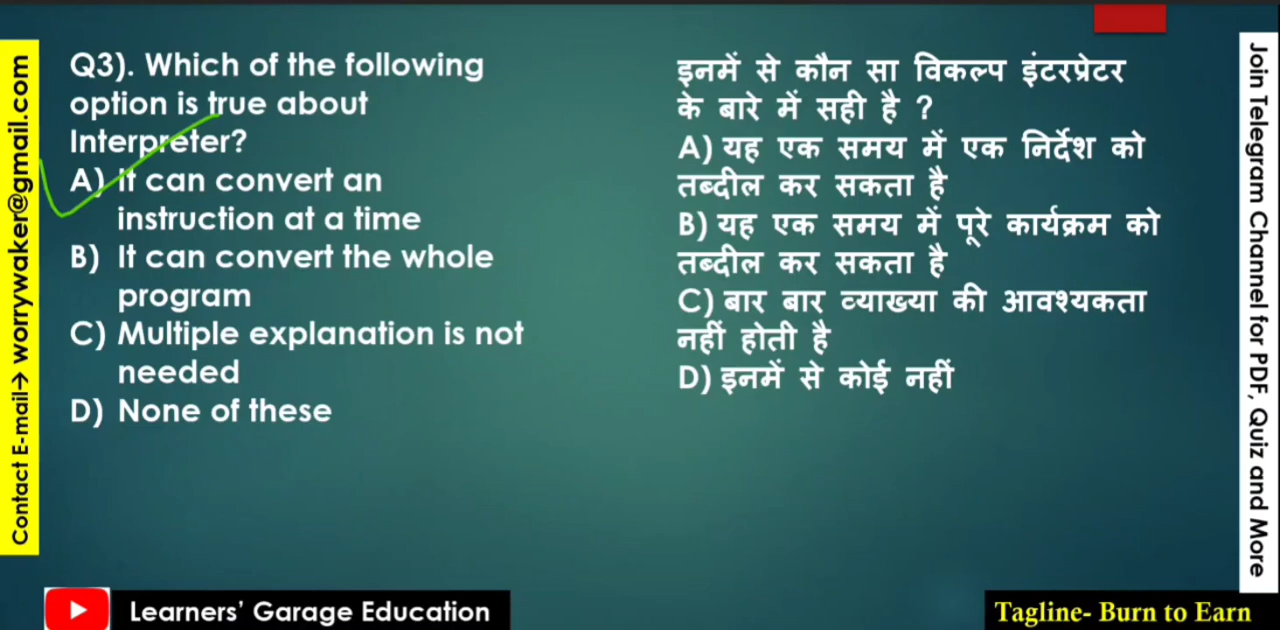 Q3). Which of the following
option is true about
Interpreter?
A) It can convert an
instruction at a time
B) It can convert the whole
program
C) Multiple explanation is not
needed
D) None of these
इनमें से कौन सा विकल्प इंटरप्रेटर
के बारे में सही है ?
A) यह एक समय में एक निर्देश को
तब्दील कर सकता है
B) यह एक समय में पूरे कार्यक्रम को
तब्दील कर सकता है
C) बार बार व्याख्या की आवश्यकता
नहीं होती है
D) इनमें से कोई नहीं
Contact E-mail→ worrywaker@gmail.com
Join Telegram Channel for PDF, Quiz and More
Learners’ Garage Education
Tagline- Burn to Earn